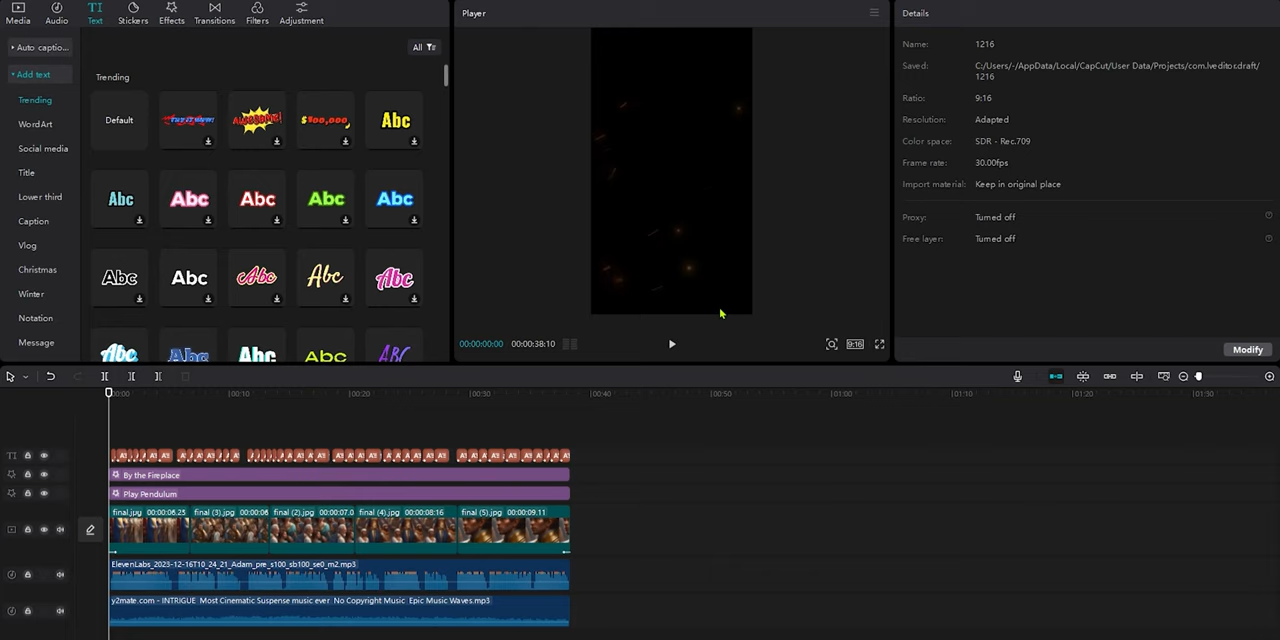 Media Audio Text Stickers Effects Transitions Filters Adjustment
Auto captio...
+ Add text
Trending
WordArt
Social media
Title
Lower third
Caption
Vlog
Christmas
Winter
Notation
Message
All
Trending
Default
AWESOME!
$100,000,
Abc
Abc Abc Abc Abc Abc
Abc Abc Abc Abc Abc
Abc Abc Abc Abc ABC
Player
00:00:00:00 00:00:38:10
9:16
Details
Name: 1216
Saved: C:/Users/-/AppData/Local/CapCut/User Data/Projects/com.lveditor.draft/
1216
Ratio: 9:16
Resolution: Adapted
Color space: SDR - Rec.709
Frame rate: 30.00fps
Import material: Keep in original place
Proxy: Turned off
Free layer: Turned off
Modify
00:00 00:10 00:20 00:30 00:40 00:50 01:00 01:10 01:20 01:30
By the Fireplace
Play Pendulum
final.jpg 00:00:06.25 final (3).jpg 00:00:06 final (2).jpg 00:00:07.0 final (4).jpg 00:00:08:16 final (5).jpg 00:00:09.11
ElevenLabs_2023-12-16T10_24_21_Adam_pre_s100_sb100_se0_m2.mp3
y2mate.com - INTRIGUE Most Cinematic Suspense music ever No Copyright Music Epic Music Waves.mp3